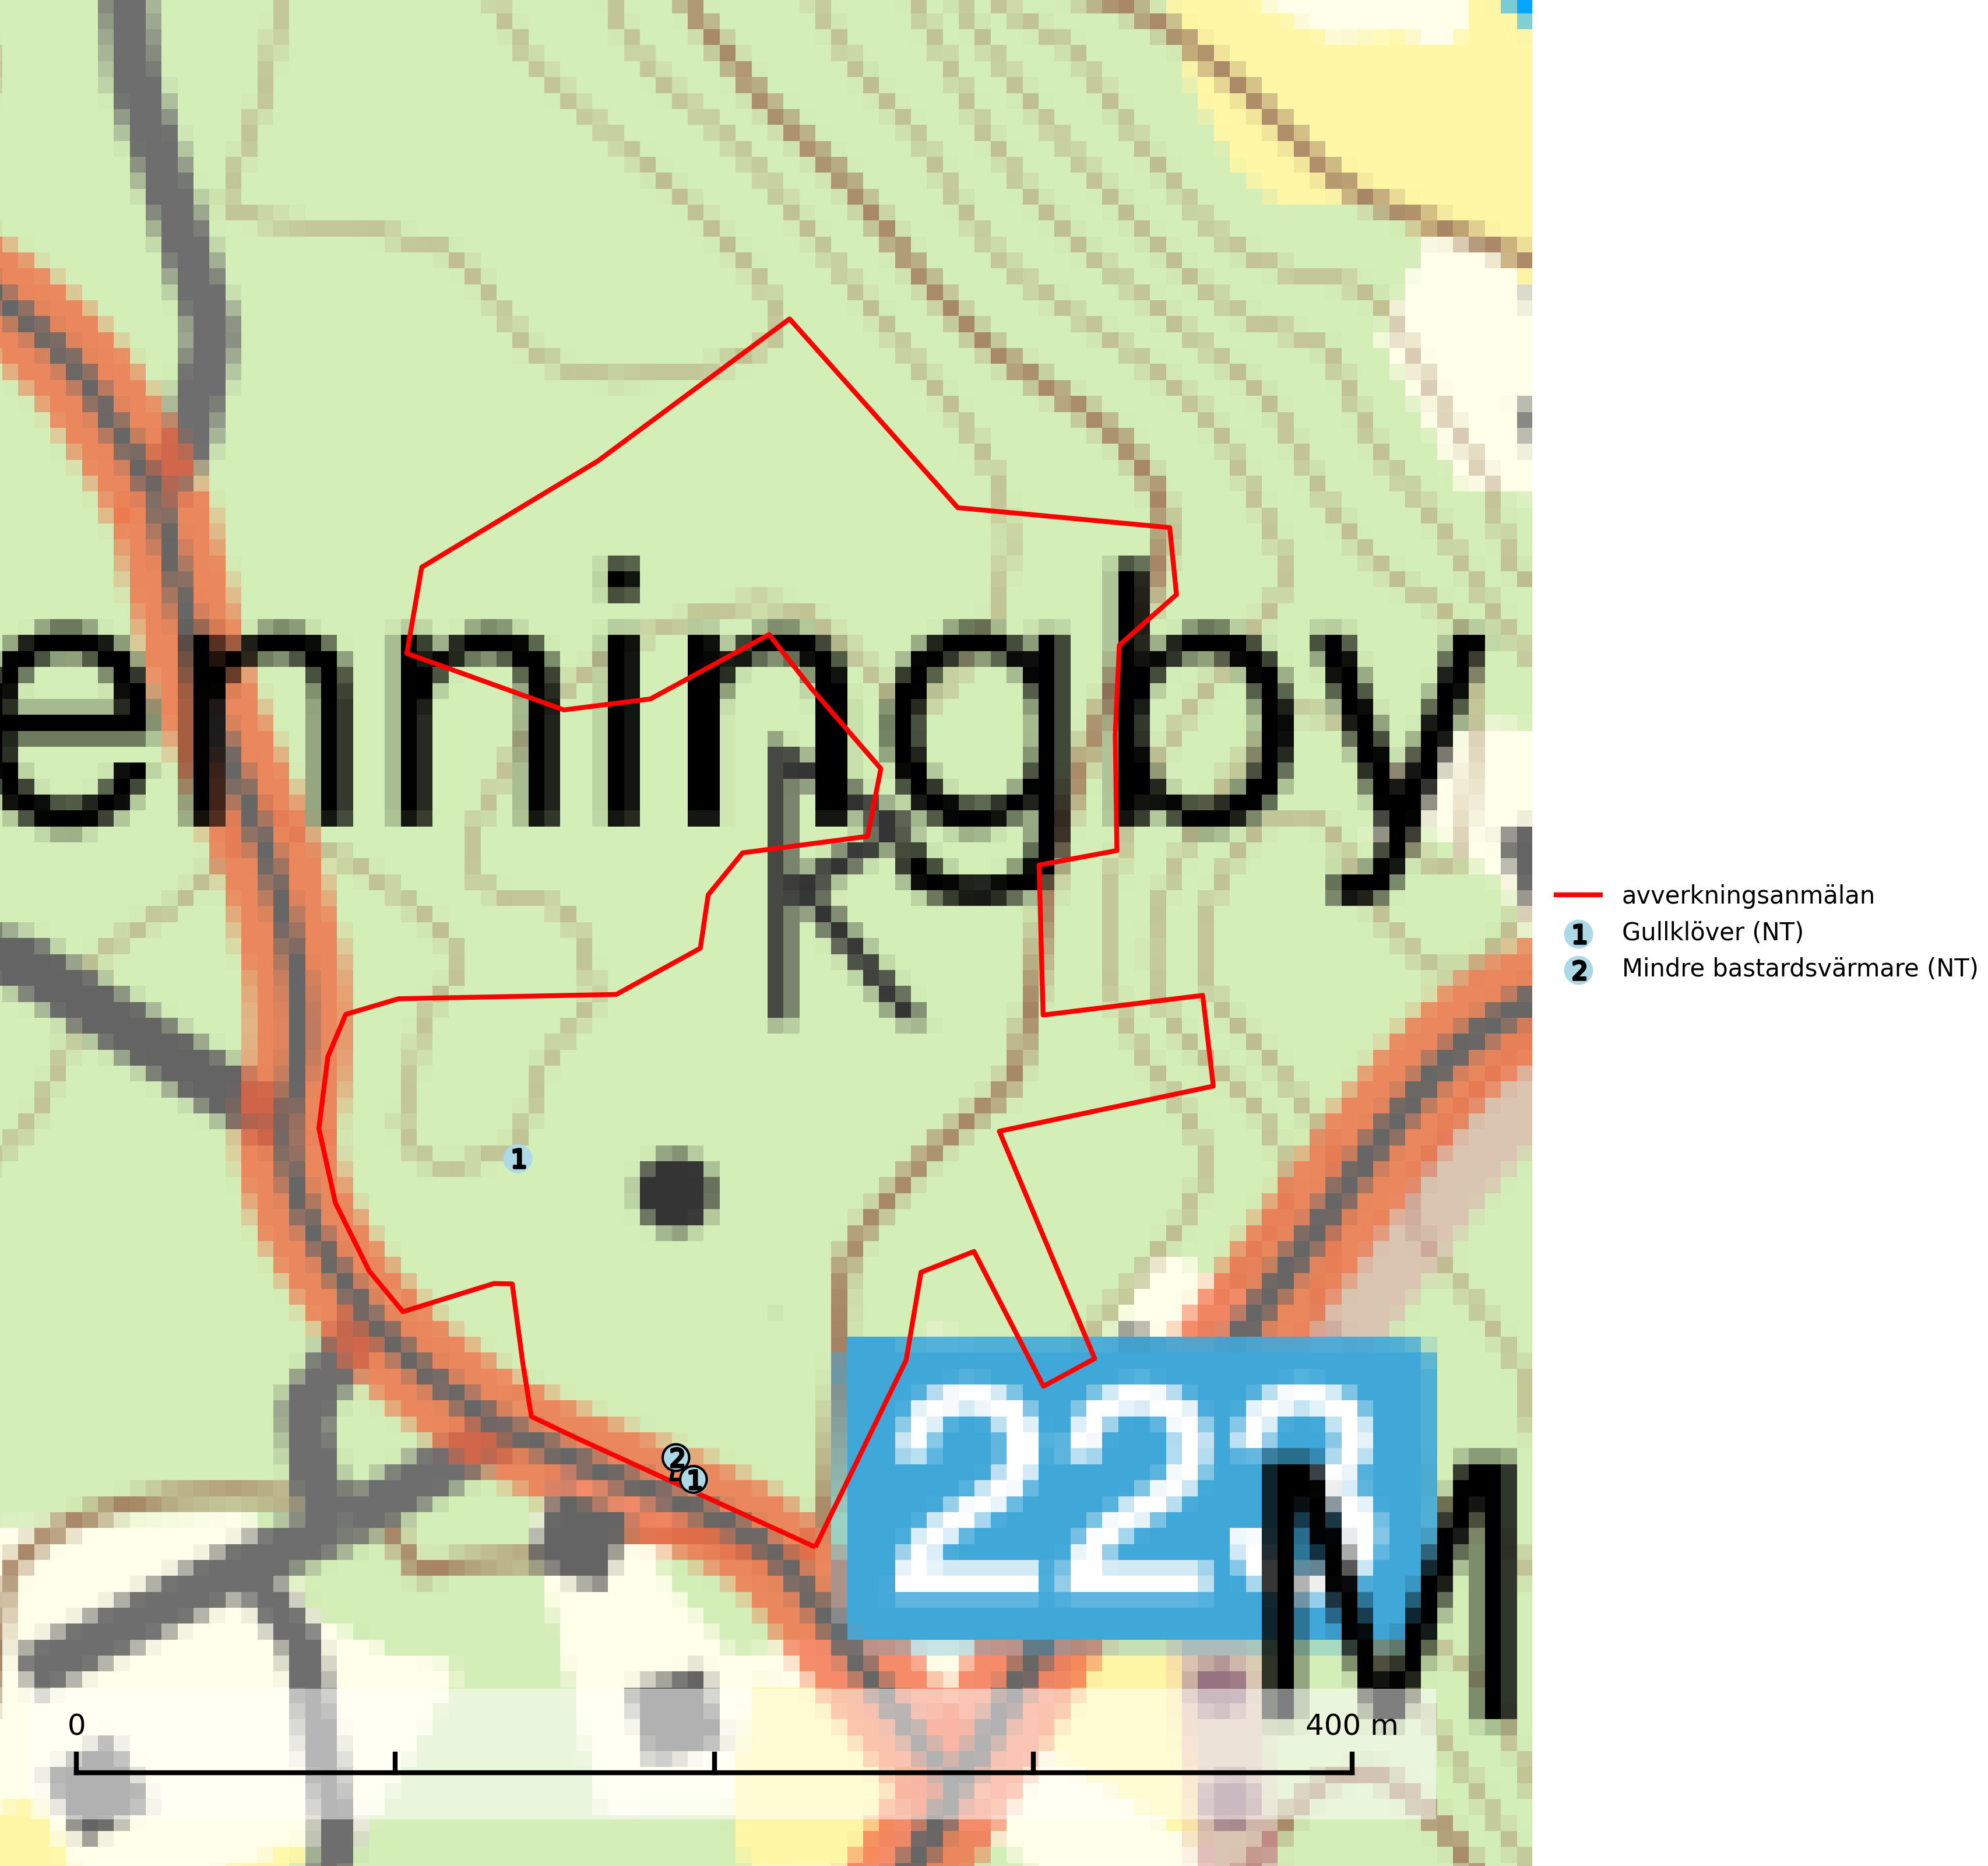 enningby
R
avverkningsanmälan
1 Gullklöver (NT)
2 Mindre bastardsvärmare (NT)
1
2
1
223
M
0 400 m